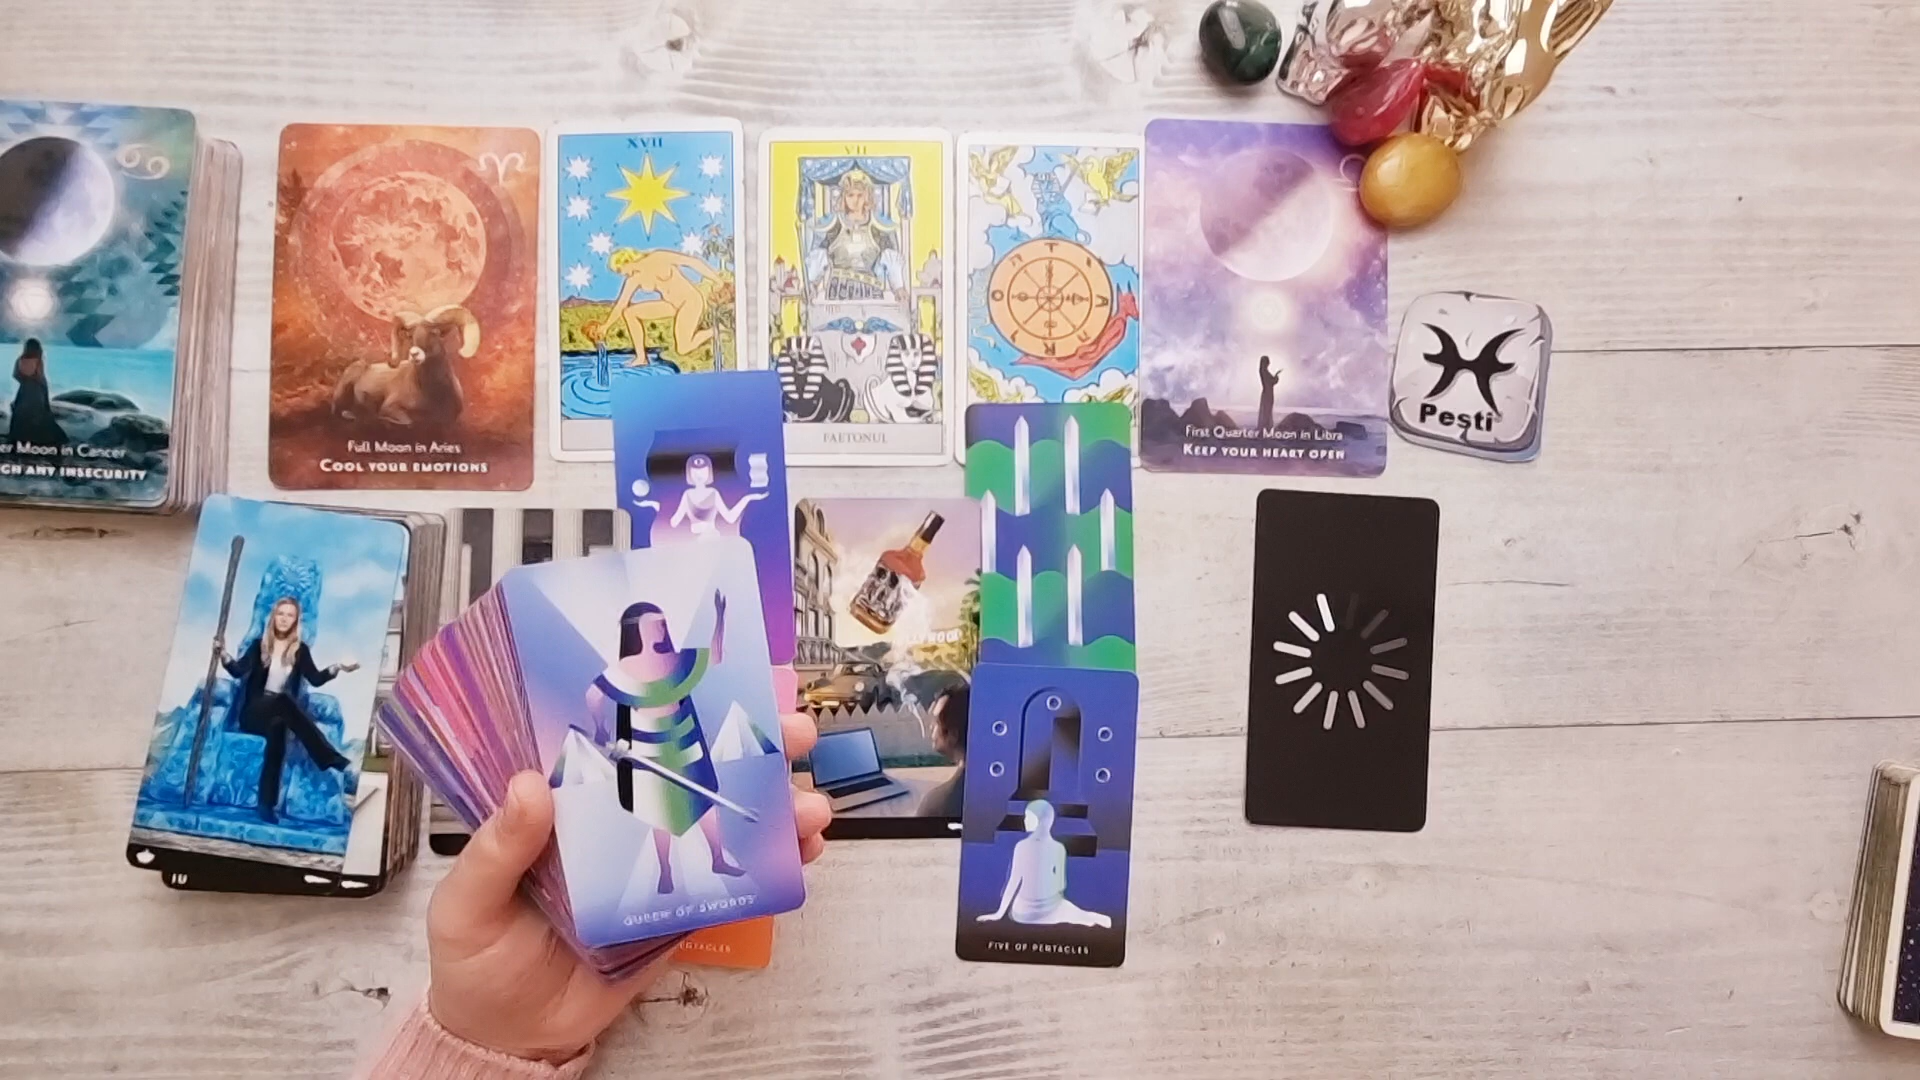 er Moon in Cancer
GH ANY INSECURITY
Full Moon in Aries
COOL YOUR EMOTIONS
XVII
VII
FAETONUL
X
First Quarter Moon in Libra
KEEP YOUR HEART OPEN
Pesti
QUEEN OF SWORDS
FIVE OF PENTACLES